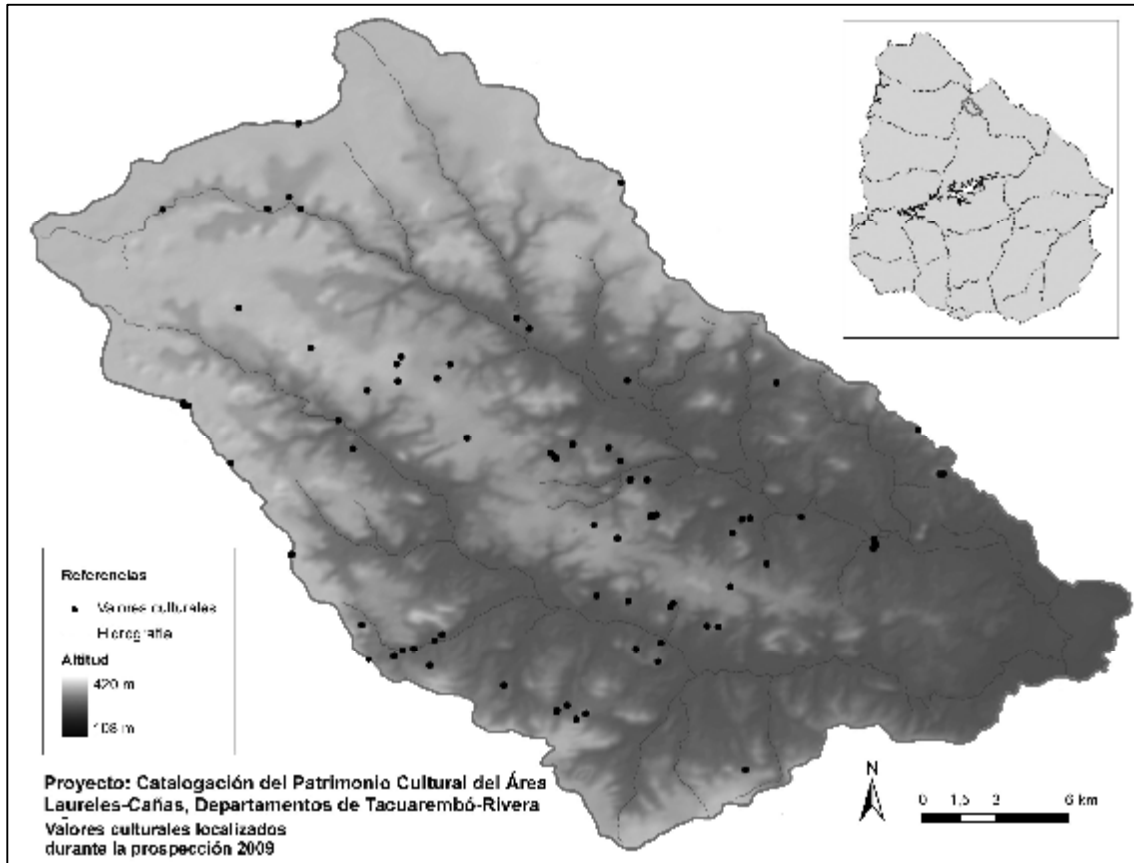 Referencias
Valores culturales
Hidrografía
Altitud
420 m
108 m
Proyecto: Catalogación del Patrimonio Cultural del Área
Laureles-Cañas, Departamentos de Tacuarembó-Rivera
Valores culturales localizados
durante la prospección 2009
N
0 1,5 3 6 km